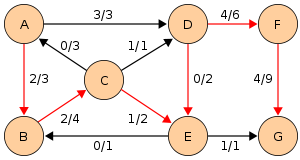 A 3/3 D 4/6 F
0/3 1/1
2/3 C 0/2 4/9
2/4 1/2
B 0/1 E 1/1 G